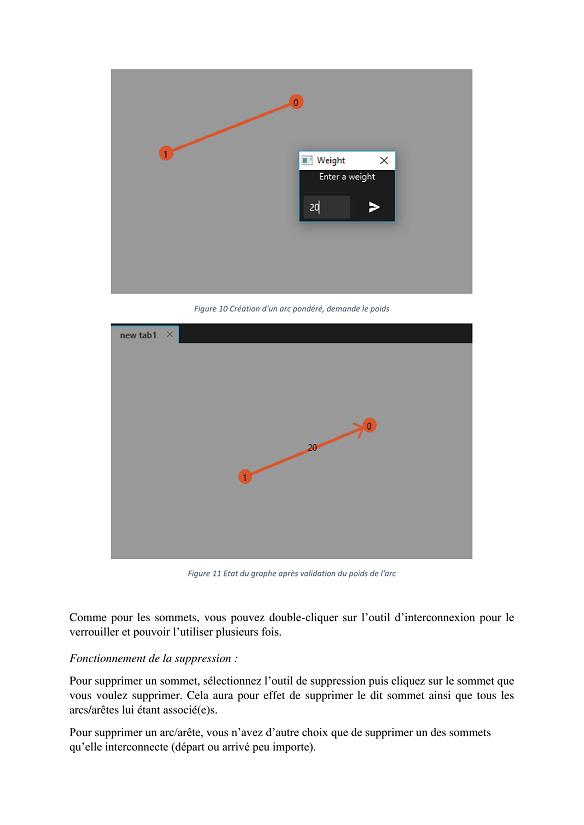 0
1
Weight
Enter a weight
20
Figure 10 Création d'un arc pondéré, demande le poids
new tab1
0
20
1
Figure 11 Etat du graphe après validation du poids de l'arc
Comme pour les sommets, vous pouvez double-cliquer sur l’outil d’interconnexion pour le
verrouiller et pouvoir l’utiliser plusieurs fois.
Fonctionnement de la suppression :
Pour supprimer un sommet, sélectionnez l’outil de suppression puis cliquez sur le sommet que
vous voulez supprimer. Cela aura pour effet de supprimer le dit sommet ainsi que tous les
arcs/arêtes lui étant associé(e)s.
Pour supprimer un arc/arête, vous n’avez d’autre choix que de supprimer un des sommets
qu’elle interconnecte (départ ou arrivé peu importe).